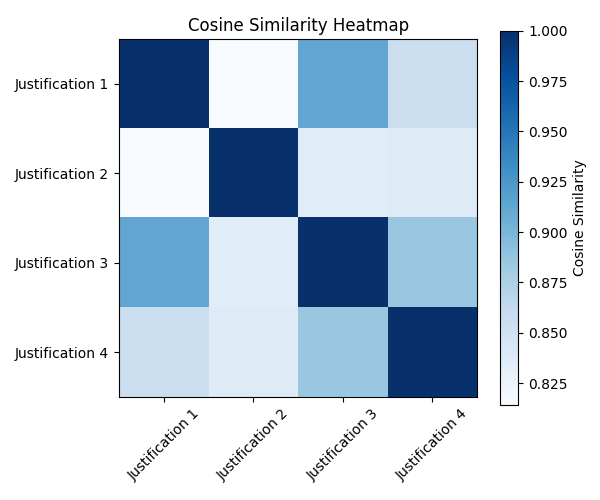 Cosine Similarity Heatmap
Justification 1
Justification 2
Justification 3
Justification 4
Justification 1
Justification 2
Justification 3
Justification 4
1.000
0.975
0.950
0.925
0.900
0.875
0.850
0.825
Cosine Similarity